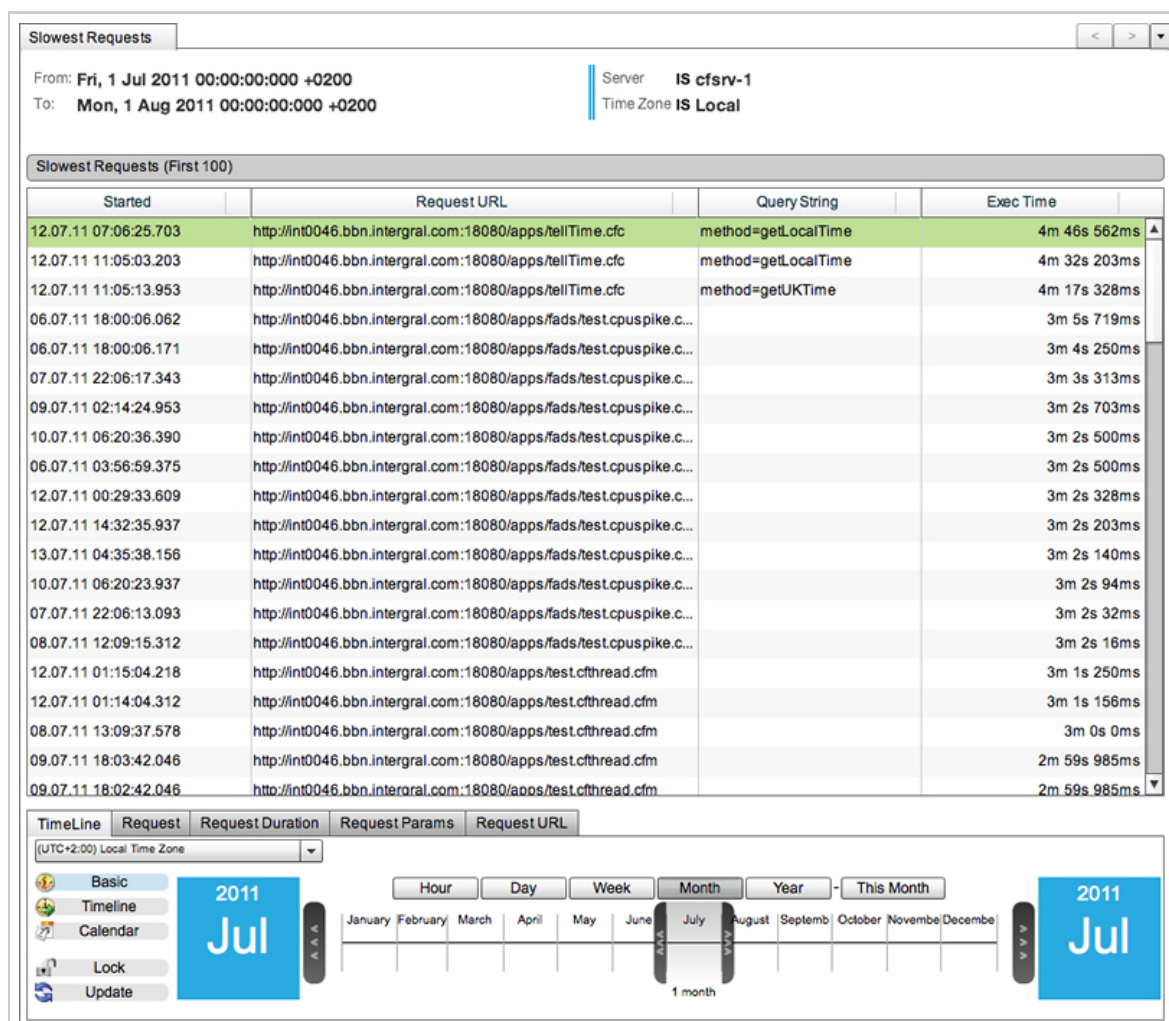 Slowest Requests < >
From: Fri, 1 Jul 2011 00:00:00:000 +0200 Server IS cfsrv-1
To: Mon, 1 Aug 2011 00:00:00:000 +0200 Time Zone IS Local
Slowest Requests (First 100)
Started Request URL Query String Exec Time
12.07.11 07:06:25.703 http://int0046.bbn.intergral.com:18080/apps/tellTime.cfc method=getLocalTime 4m 46s 562ms
12.07.11 11:05:03.203 http://int0046.bbn.intergral.com:18080/apps/tellTime.cfc method=getLocalTime 4m 32s 203ms
12.07.11 11:05:13.953 http://int0046.bbn.intergral.com:18080/apps/tellTime.cfc method=getUKTime 4m 17s 328ms
06.07.11 18:00:06.062 http://int0046.bbn.intergral.com:18080/apps/fads/test.cpuspike.c... 3m 5s 719ms
06.07.11 18:00:06.171 http://int0046.bbn.intergral.com:18080/apps/fads/test.cpuspike.c... 3m 4s 250ms
07.07.11 22:06:17.343 http://int0046.bbn.intergral.com:18080/apps/fads/test.cpuspike.c... 3m 3s 313ms
09.07.11 02:14:24.953 http://int0046.bbn.intergral.com:18080/apps/fads/test.cpuspike.c... 3m 2s 703ms
10.07.11 06:20:36.390 http://int0046.bbn.intergral.com:18080/apps/fads/test.cpuspike.c... 3m 2s 500ms
06.07.11 03:56:59.375 http://int0046.bbn.intergral.com:18080/apps/fads/test.cpuspike.c... 3m 2s 500ms
12.07.11 00:29:33.609 http://int0046.bbn.intergral.com:18080/apps/fads/test.cpuspike.c... 3m 2s 328ms
12.07.11 14:32:35.937 http://int0046.bbn.intergral.com:18080/apps/fads/test.cpuspike.c... 3m 2s 203ms
13.07.11 04:35:38.156 http://int0046.bbn.intergral.com:18080/apps/fads/test.cpuspike.c... 3m 2s 140ms
10.07.11 06:20:23.937 http://int0046.bbn.intergral.com:18080/apps/fads/test.cpuspike.c... 3m 2s 94ms
07.07.11 22:06:13.093 http://int0046.bbn.intergral.com:18080/apps/fads/test.cpuspike.c... 3m 2s 32ms
08.07.11 12:09:15.312 http://int0046.bbn.intergral.com:18080/apps/fads/test.cpuspike.c... 3m 2s 16ms
12.07.11 01:15:04.218 http://int0046.bbn.intergral.com:18080/apps/test.cfthread.cfm 3m 1s 250ms
12.07.11 01:14:04.312 http://int0046.bbn.intergral.com:18080/apps/test.cfthread.cfm 3m 1s 156ms
08.07.11 13:09:37.578 http://int0046.bbn.intergral.com:18080/apps/test.cfthread.cfm 3m 0s 0ms
09.07.11 18:03:42.046 http://int0046.bbn.intergral.com:18080/apps/test.cfthread.cfm 2m 59s 985ms
09.07.11 18:02:42.046 http://int0046.bbn.intergral.com:18080/apps/test.cfthread.cfm 2m 59s 985ms
TimeLine Request Request Duration Request Params Request URL
(UTC+2:00) Local Time Zone
Basic 2011 Hour Day Week Month Year - This Month 2011
Timeline
Calendar Jul January February March April May June July August Septemb October Novembe Decembe Jul
Lock
Update 1 month